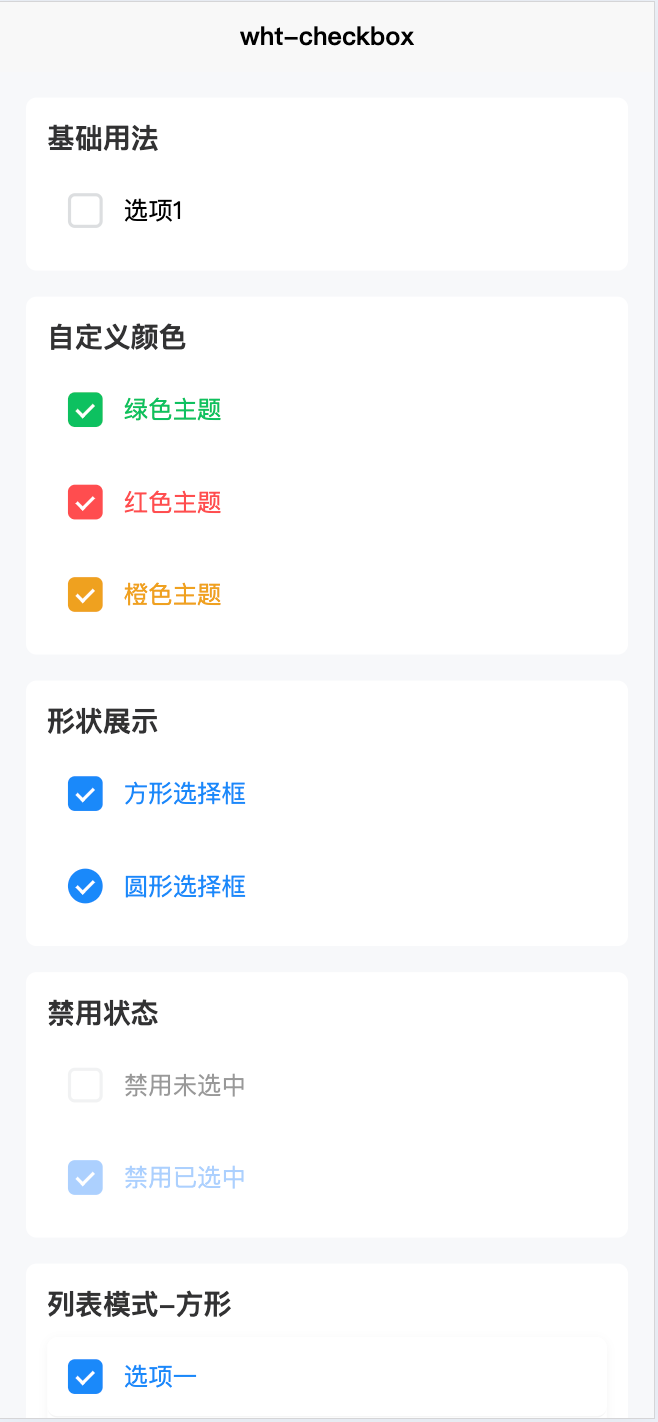 wht-checkbox
基础用法
选项1
自定义颜色
绿色主题
红色主题
橙色主题
形状展示
方形选择框
圆形选择框
禁用状态
禁用未选中
禁用已选中
列表模式-方形
选项一